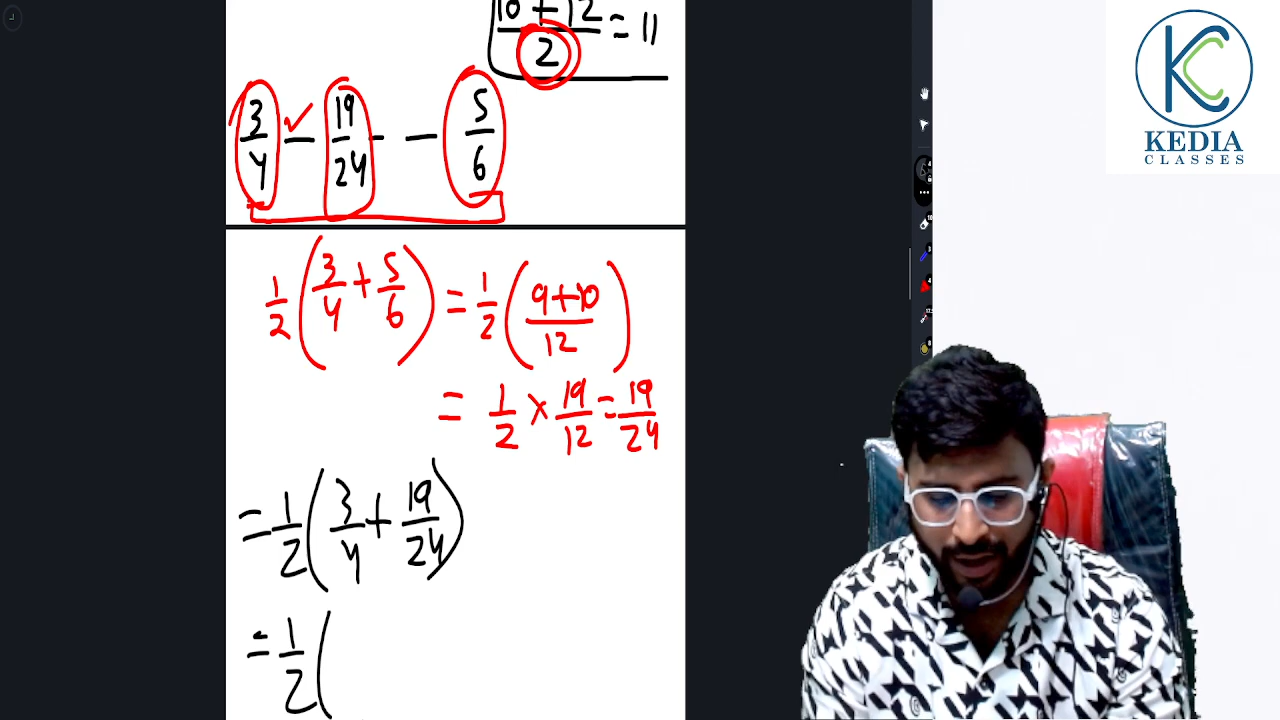 (10 + 12)/2 = 11
3/4 — 19/24 - — 5/6
1/2 (3/4 + 5/6) = 1/2 ((9+10)/12)
= 1/2 × 19/12 = 19/24
= 1/2 (3/4 + 19/24)
= 1/2 (
KC
KEDIA
CLASSES